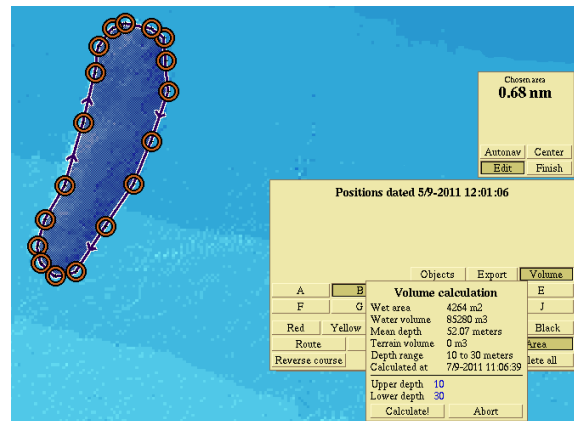 Chosen area
0.68 nm
Autonav Center
Edit Finish
Positions dated 5/9-2011 12:01:06
Objects Export Volume
A B E
F G J
Red Yellow Black
Route Area
Reverse course lete all
Volume calculation
Wet area 4264 m2
Water volume 85280 m3
Mean depth 52.07 meters
Terrain volume 0 m3
Depth range 10 to 30 meters
Calculated at 7/9-2011 11:06:39
Upper depth 10
Lower depth 30
Calculate! Abort